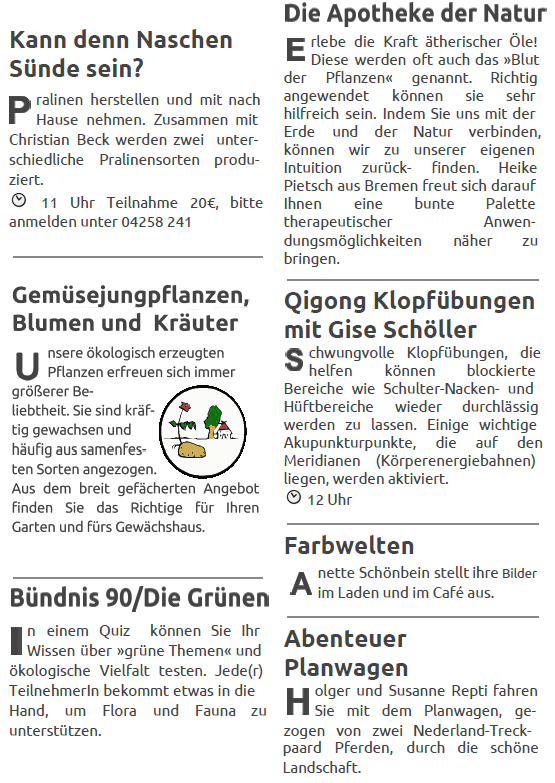 Kann denn Naschen
Sünde sein?
Pralinen herstellen und mit nach
Hause nehmen. Zusammen mit
Christian Beck werden zwei unter-
schiedliche Pralinensorten produ-
ziert.
11 Uhr Teilnahme 20€, bitte
anmelden unter 04258 241
Gemüsejungpflanzen,
Blumen und Kräuter
Unsere ökologisch erzeugten
Pflanzen erfreuen sich immer
größerer Be-
liebtheit. Sie sind kräf-
tig gewachsen und
häufig aus samenfes-
ten Sorten angezogen.
Aus dem breit gefächerten Angebot
finden Sie das Richtige für Ihren
Garten und fürs Gewächshaus.
Bündnis 90/Die Grünen
In einem Quiz können Sie Ihr
Wissen über »grüne Themen« und
ökologische Vielfalt testen. Jede(r)
TeilnehmerIn bekommt etwas in die
Hand, um Flora und Fauna zu
unterstützen.
Die Apotheke der Natur
Erlebe die Kraft ätherischer Öle!
Diese werden oft auch das »Blut
der Pflanzen« genannt. Richtig
angewendet können sie sehr
hilfreich sein. Indem Sie uns mit der
Erde und der Natur verbinden,
können wir zu unserer eigenen
Intuition zurück- finden. Heike
Pietsch aus Bremen freut sich darauf
Ihnen eine bunte Palette
therapeutischer Anwen-
dungsmöglichkeiten näher zu
bringen.
Qigong Klopfübungen
mit Gise Schöller
Schwungvolle Klopfübungen, die
helfen können blockierte
Bereiche wie Schulter-Nacken- und
Hüftbereiche wieder durchlässig
werden zu lassen. Einige wichtige
Akupunkturpunkte, die auf den
Meridianen (Körperenergiebahnen)
liegen, werden aktiviert.
12 Uhr
Farbwelten
Anette Schönbein stellt ihre Bilder
im Laden und im Café aus.
Abenteuer
Planwagen
Holger und Susanne Repti fahren
Sie mit dem Planwagen, ge-
zogen von zwei Nederland-Treck-
paard Pferden, durch die schöne
Landschaft.